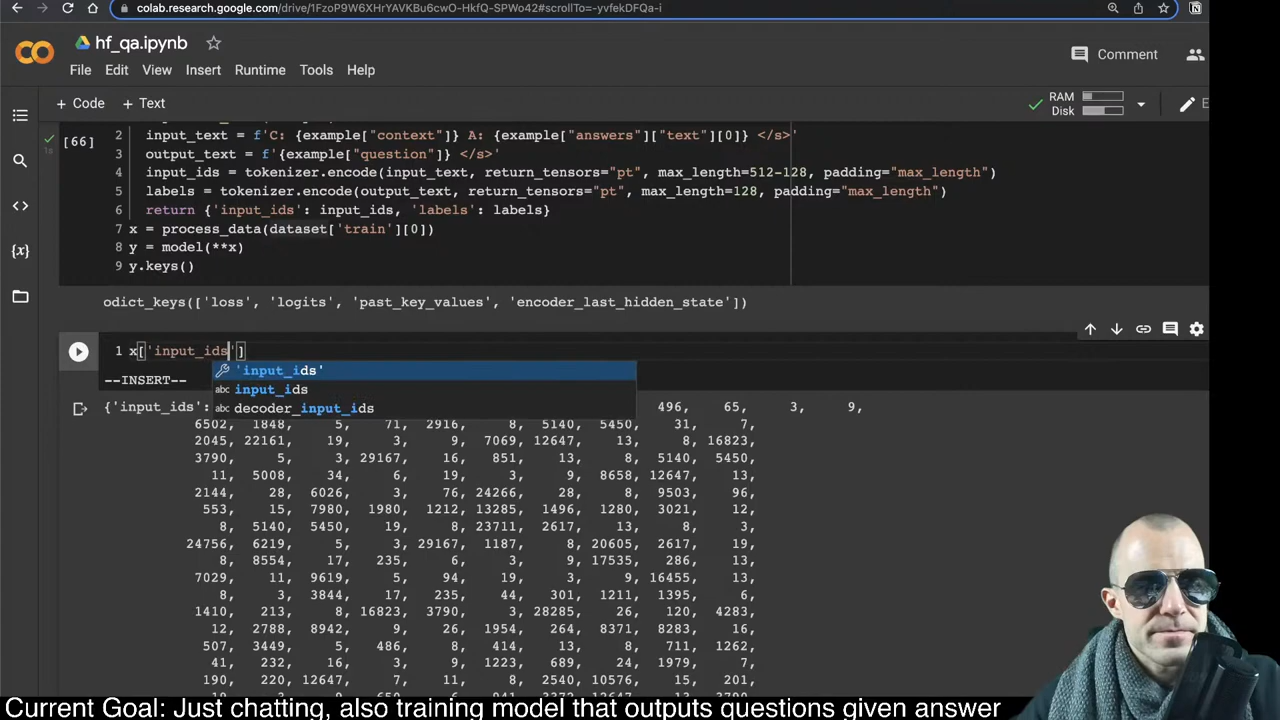 colab.research.google.com/drive/1FzoP9W6XHrYAVKBu6cwO-HkfQ-SPWo42#scrollTo=-yvfekDFQa-i
hf_qa.ipynb
Comment
File Edit View Insert Runtime Tools Help
+ Code + Text
RAM
Disk
E
[66]
1s
2 input_text = f'C: {example["context"]} A: {example["answers"]["text"][0]} </s>'
3 output_text = f'{example["question"]} </s>'
4 input_ids = tokenizer.encode(input_text, return_tensors="pt", max_length=512-128, padding="max_length")
5 labels = tokenizer.encode(output_text, return_tensors="pt", max_length=128, padding="max_length")
6 return {'input_ids': input_ids, 'labels': labels}
7 x = process_data(dataset['train'][0])
8 y = model(**x)
9 y.keys()
odict_keys(['loss', 'logits', 'past_key_values', 'encoder_last_hidden_state'])
1 x['input_ids']
--INSERT--
'input_ids'
abc input_ids
abc decoder_input_ids
{'input_ids': 496, 65, 3, 9,
6502, 1848, 5, 71, 2916, 8, 5140, 5450, 31, 7,
2045, 22161, 19, 3, 9, 7069, 12647, 13, 8, 16823,
3790, 5, 3, 29167, 16, 851, 13, 8, 5140, 5450,
11, 5008, 34, 6, 19, 3, 9, 8658, 12647, 13,
2144, 28, 6026, 3, 76, 24266, 28, 8, 9503, 96,
553, 15, 7980, 1980, 1212, 13285, 1496, 1280, 3021, 12,
8, 5140, 5450, 19, 8, 23711, 2617, 13, 8, 3,
24756, 6219, 5, 3, 29167, 1187, 8, 20605, 2617, 19,
8, 8554, 17, 235, 6, 3, 9, 17535, 286, 13,
7029, 11, 9619, 5, 94, 19, 3, 9, 16455, 13,
8, 3, 3844, 17, 235, 44, 301, 1211, 1395, 6,
1410, 213, 8, 16823, 3790, 3, 28285, 26, 120, 4283,
12, 2788, 8942, 9, 26, 1954, 264, 8371, 8283, 16,
507, 3449, 5, 486, 8, 414, 13, 8, 711, 1262,
41, 232, 16, 3, 9, 1223, 689, 24, 1979, 7,
190, 220, 12647, 7, 11, 8, 2540, 10576, 15, 201,
Current Goal: Just chatting, also training model that outputs questions given answer